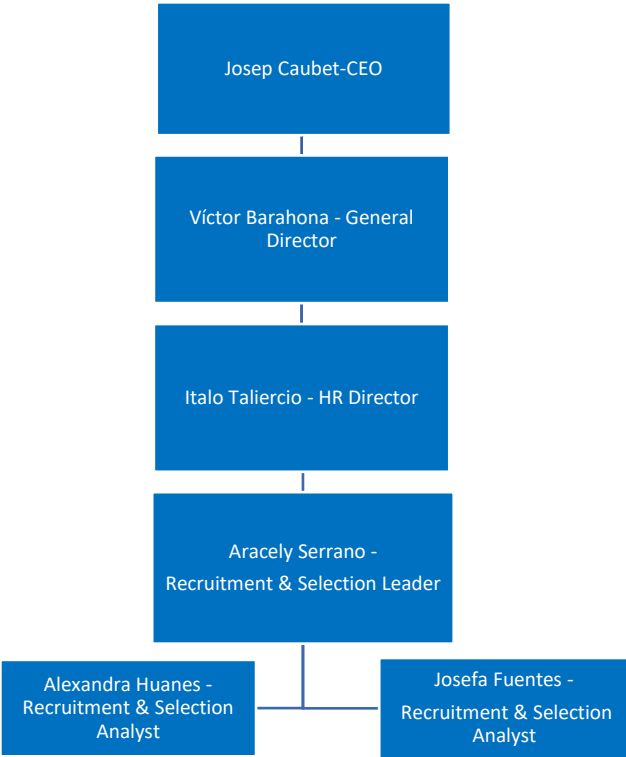 Josep Caubet-CEO
Víctor Barahona - General
Director
Italo Taliercio - HR Director
Aracely Serrano -
Recruitment & Selection Leader
Alexandra Huanes -
Recruitment & Selection
Analyst
Josefa Fuentes -
Recruitment & Selection
Analyst